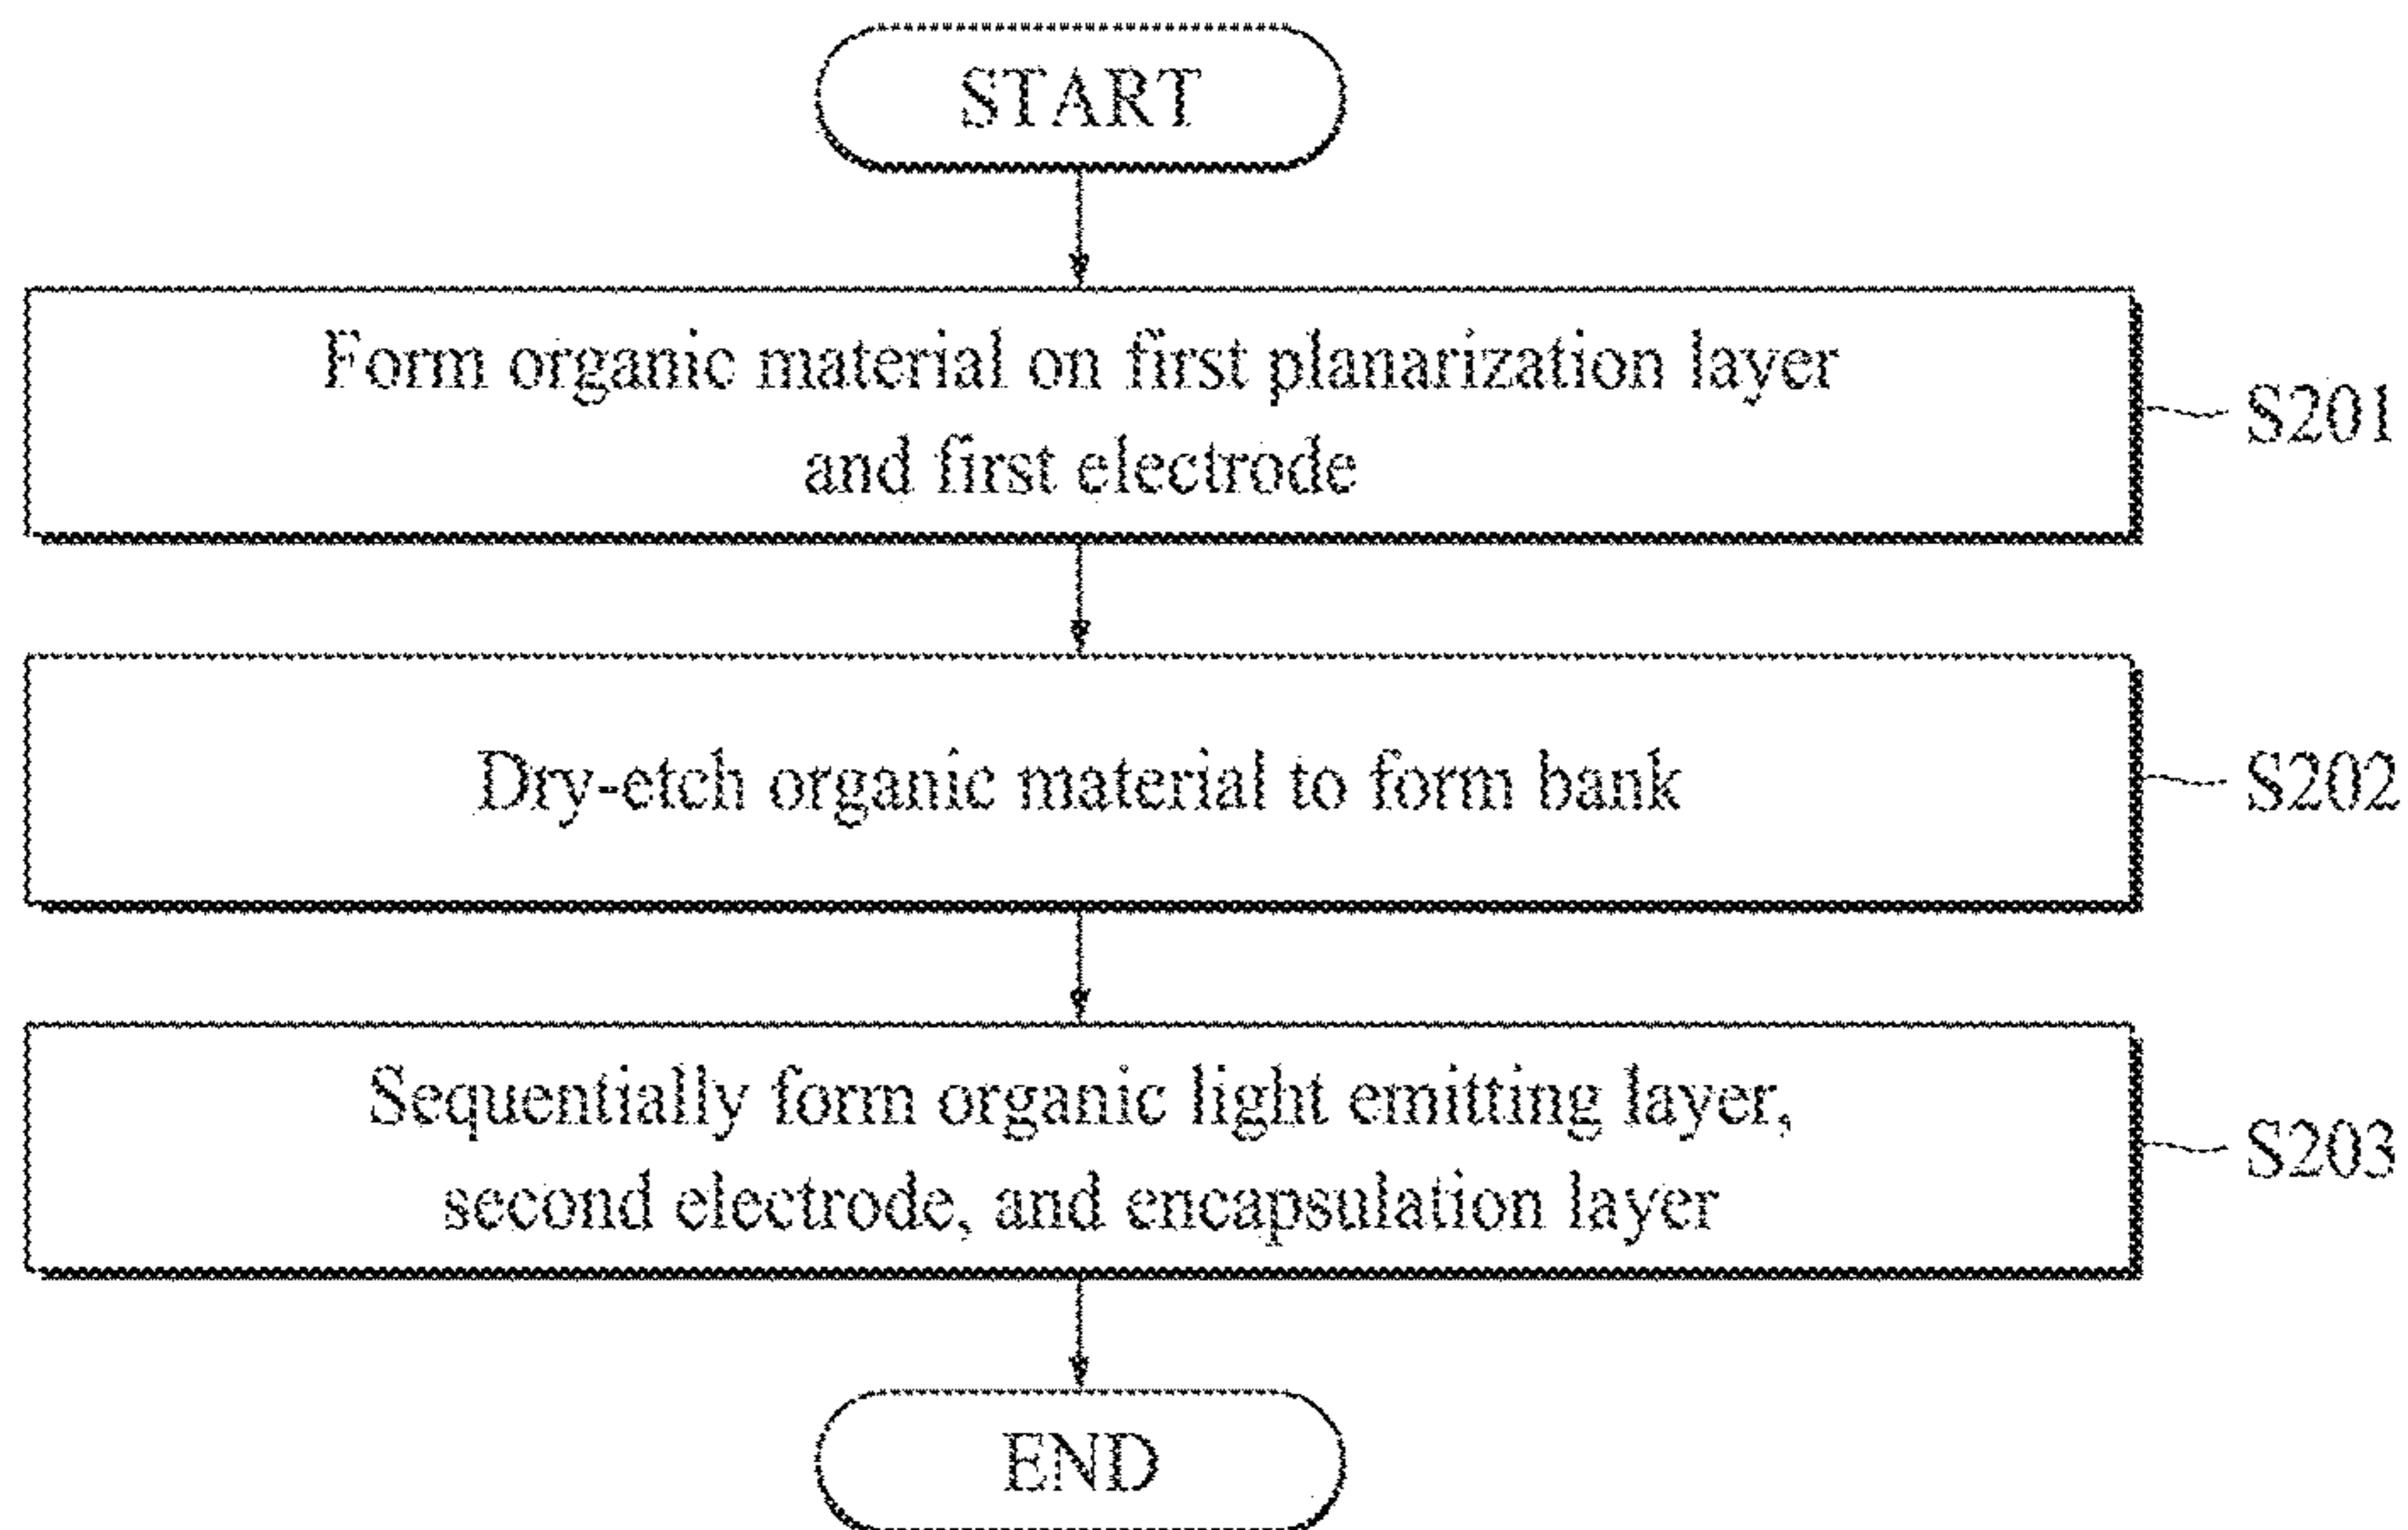 START
Form organic material on first planarization layer
and first electrode
S201
Dry-etch organic material to form bank
S202
Sequentially form organic light emitting layer,
second electrode, and encapsulation layer
S203
END